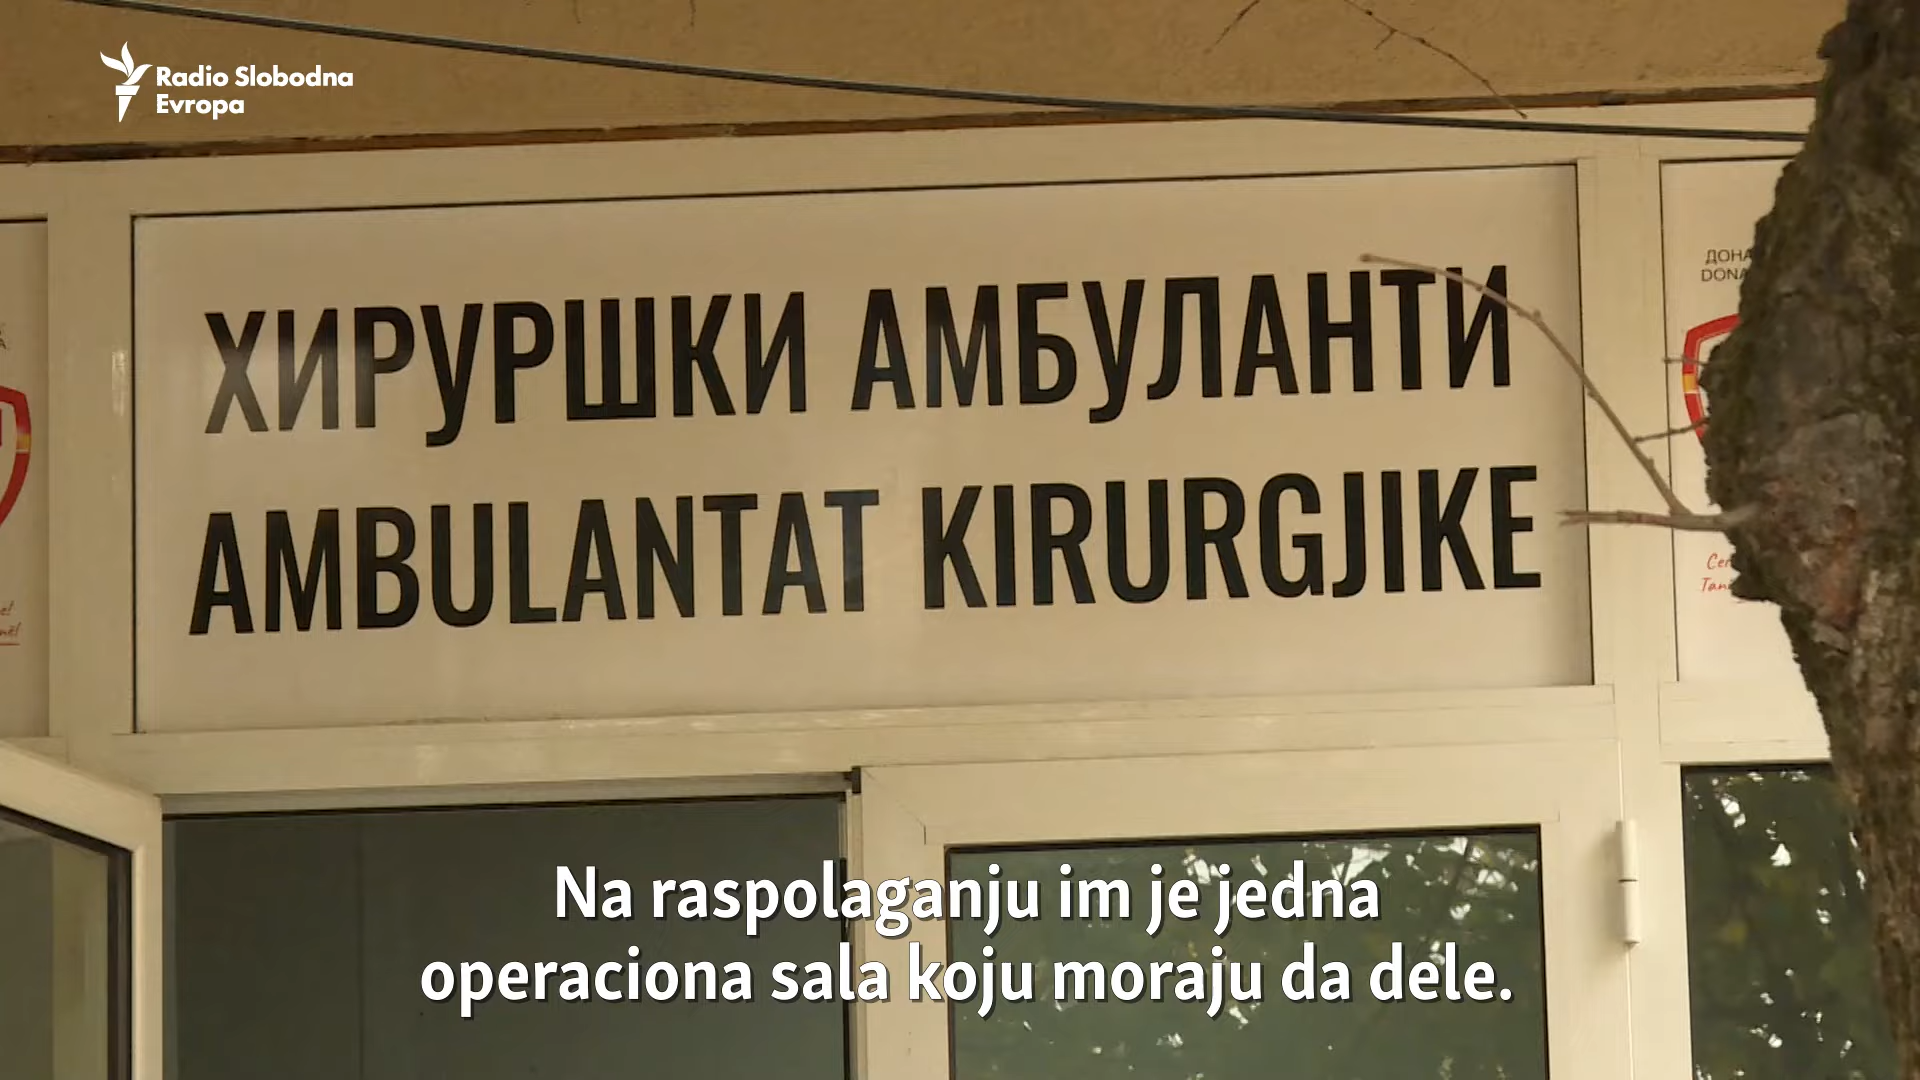 Radio Slobodna
Evropa
ХИРУРШКИ АМБУЛАНТИ
AMBULANTAT KIRURGJIKE
Na raspolaganju im je jedna
operaciona sala koju moraju da dele.